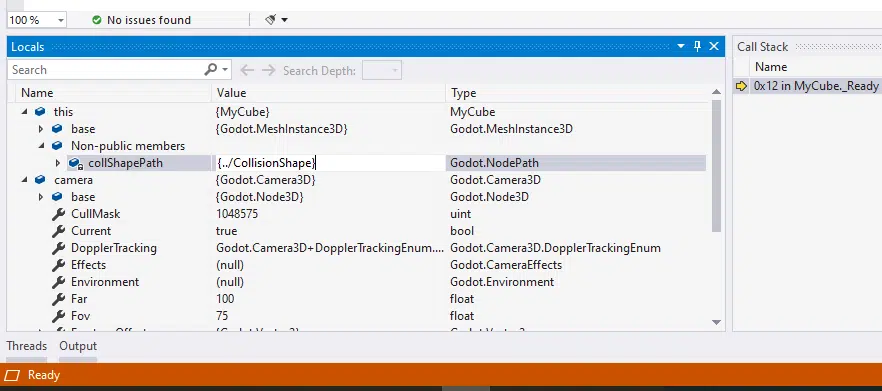 100 %
No issues found
Locals
Call Stack
Search
Search Depth:
Name
Name Value Type
0x12 in MyCube._Ready
this {MyCube} MyCube
base {Godot.MeshInstance3D} Godot.MeshInstance3D
Non-public members
collShapePath {../CollisionShape} Godot.NodePath
camera {Godot.Camera3D} Godot.Camera3D
base {Godot.Node3D} Godot.Node3D
CullMask 1048575 uint
Current true bool
DopplerTracking Godot.Camera3D+DopplerTrackingEnum.... Godot.Camera3D.DopplerTrackingEnum
Effects (null) Godot.CameraEffects
Environment (null) Godot.Environment
Far 100 float
Fov 75 float
Threads Output
Ready